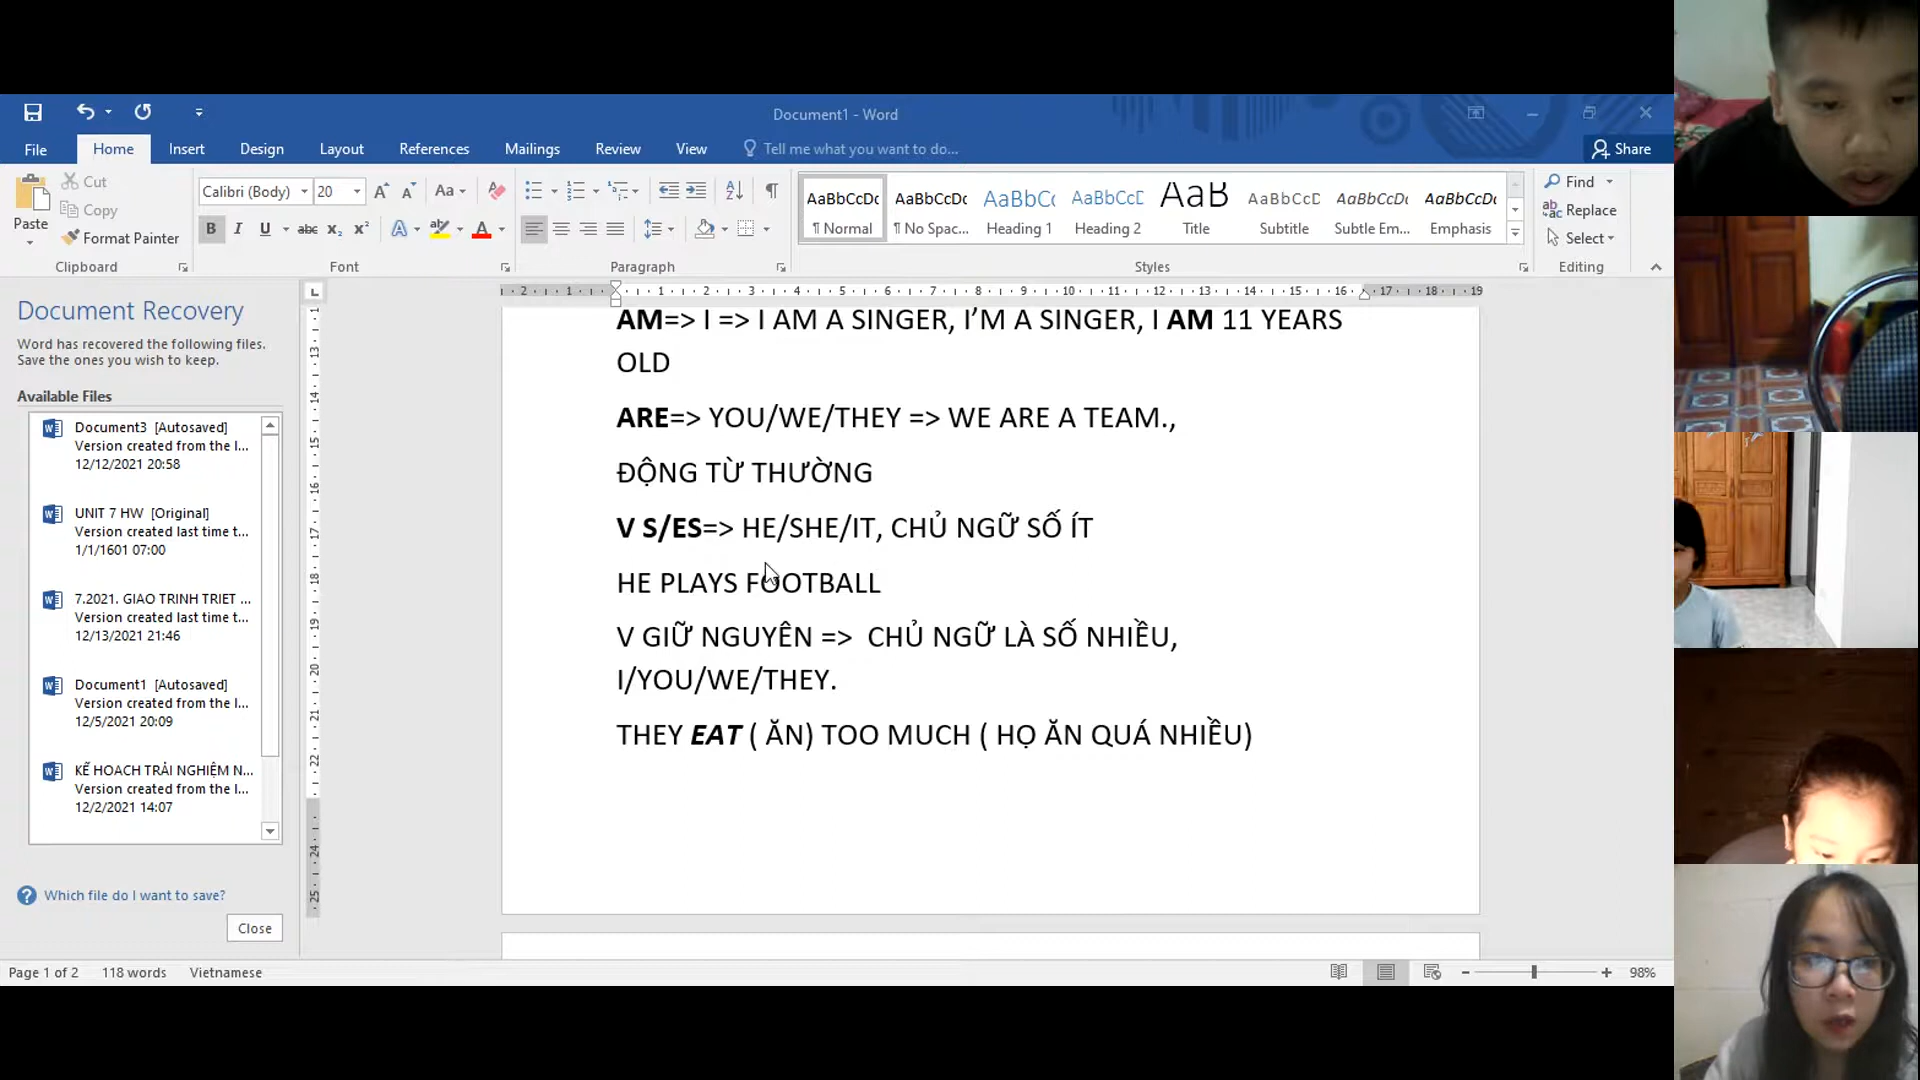 Document1 - Word
File Home Insert Design Layout References Mailings Review View Tell me what you want to do... Share
Paste
Cut
Copy
Format Painter
Clipboard
Calibri (Body) 20
Font
Paragraph
AaBbCcDc AaBbCcDc AaBbCc AaBbCcD AaB AaBbCcD AaBbCcDc AaBbCcDc
¶ Normal ¶ No Spac... Heading 1 Heading 2 Title Subtitle Subtle Em... Emphasis
Styles
Find
Replace
Select
Editing
Document Recovery
Word has recovered the following files.
Save the ones you wish to keep.
Available Files
Document3 [Autosaved]
Version created from the l...
12/12/2021 20:58
UNIT 7 HW [Original]
Version created last time t...
1/1/1601 07:00
7.2021. GIAO TRINH TRIET ...
Version created last time t...
12/13/2021 21:46
Document1 [Autosaved]
Version created from the l...
12/5/2021 20:09
KẾ HOẠCH TRẢI NGHIỆM N...
Version created from the l...
12/2/2021 14:07
Which file do I want to save?
Close
AM=> I => I AM A SINGER, I’M A SINGER, I AM 11 YEARS
OLD
ARE=> YOU/WE/THEY => WE ARE A TEAM.,
ĐỘNG TỪ THƯỜNG
V S/ES=> HE/SHE/IT, CHỦ NGỮ SỐ ÍT
HE PLAYS FOOTBALL
V GIỮ NGUYÊN => CHỦ NGỮ LÀ SỐ NHIỀU,
I/YOU/WE/THEY.
THEY EAT ( ĂN) TOO MUCH ( HỌ ĂN QUÁ NHIỀU)
Page 1 of 2 118 words Vietnamese 98%